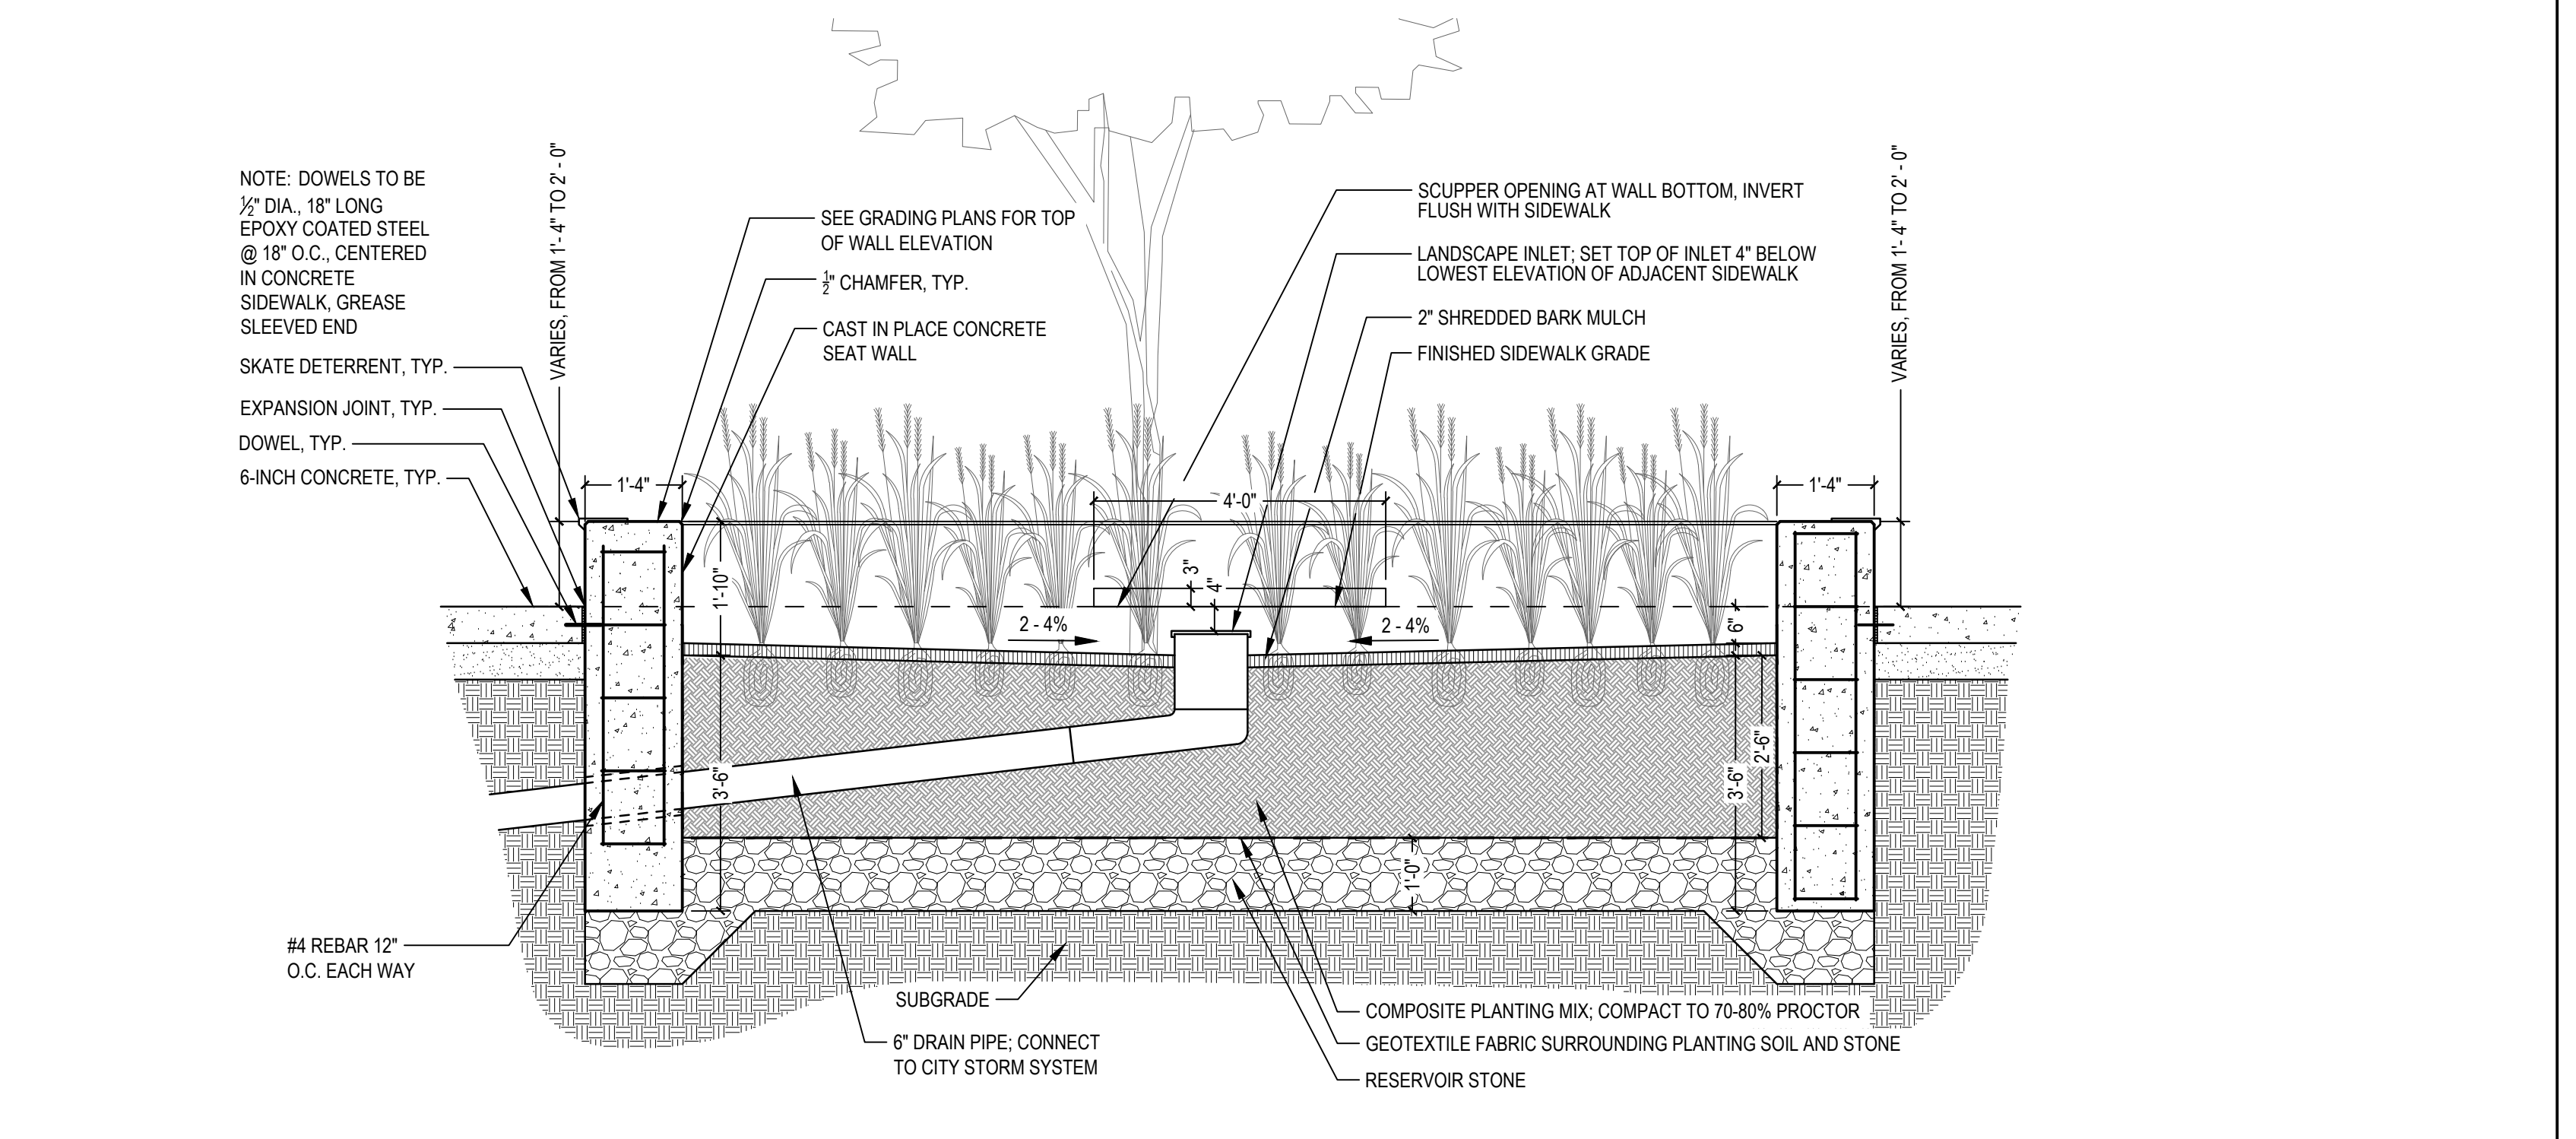 NOTE: DOWELS TO BE
½" DIA., 18" LONG
EPOXY COATED STEEL
@ 18" O.C., CENTERED
IN CONCRETE
SIDEWALK, GREASE
SLEEVED END
SKATE DETERRENT, TYP.
EXPANSION JOINT, TYP.
DOWEL, TYP.
6-INCH CONCRETE, TYP.
VARIES, FROM 1'- 4" TO 2' - 0"
SEE GRADING PLANS FOR TOP
OF WALL ELEVATION
½" CHAMFER, TYP.
CAST IN PLACE CONCRETE
SEAT WALL
SCUPPER OPENING AT WALL BOTTOM, INVERT
FLUSH WITH SIDEWALK
LANDSCAPE INLET; SET TOP OF INLET 4" BELOW
LOWEST ELEVATION OF ADJACENT SIDEWALK
2" SHREDDED BARK MULCH
FINISHED SIDEWALK GRADE
VARIES, FROM 1'- 4" TO 2' - 0"
1'-4"
4'-0"
1'-4"
1'-10"
3"
4"
2 - 4%
2 - 4%
6"
3'-6"
3'-6"
2'-6"
1'-0"
#4 REBAR 12"
O.C. EACH WAY
SUBGRADE
6" DRAIN PIPE; CONNECT
TO CITY STORM SYSTEM
COMPOSITE PLANTING MIX; COMPACT TO 70-80% PROCTOR
GEOTEXTILE FABRIC SURROUNDING PLANTING SOIL AND STONE
RESERVOIR STONE